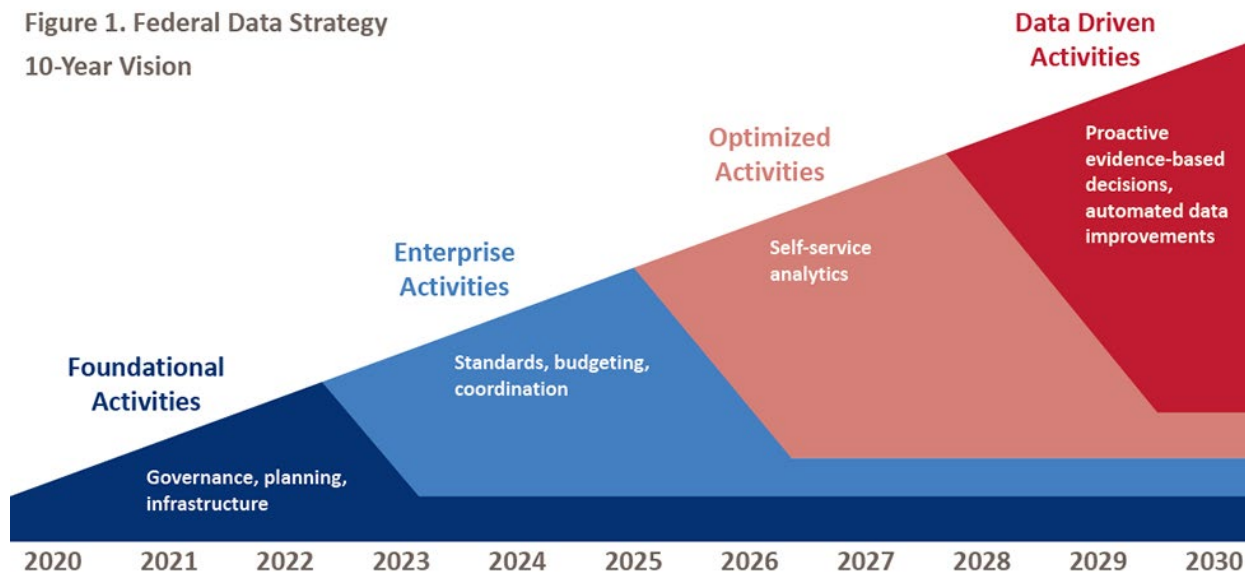 Figure 1. Federal Data Strategy
10-Year Vision
Data Driven
Activities
Proactive
evidence-based
decisions,
automated data
improvements
Optimized
Activities
Self-service
analytics
Enterprise
Activities
Standards, budgeting,
coordination
Foundational
Activities
Governance, planning,
infrastructure
2020 2021 2022 2023 2024 2025 2026 2027 2028 2029 2030